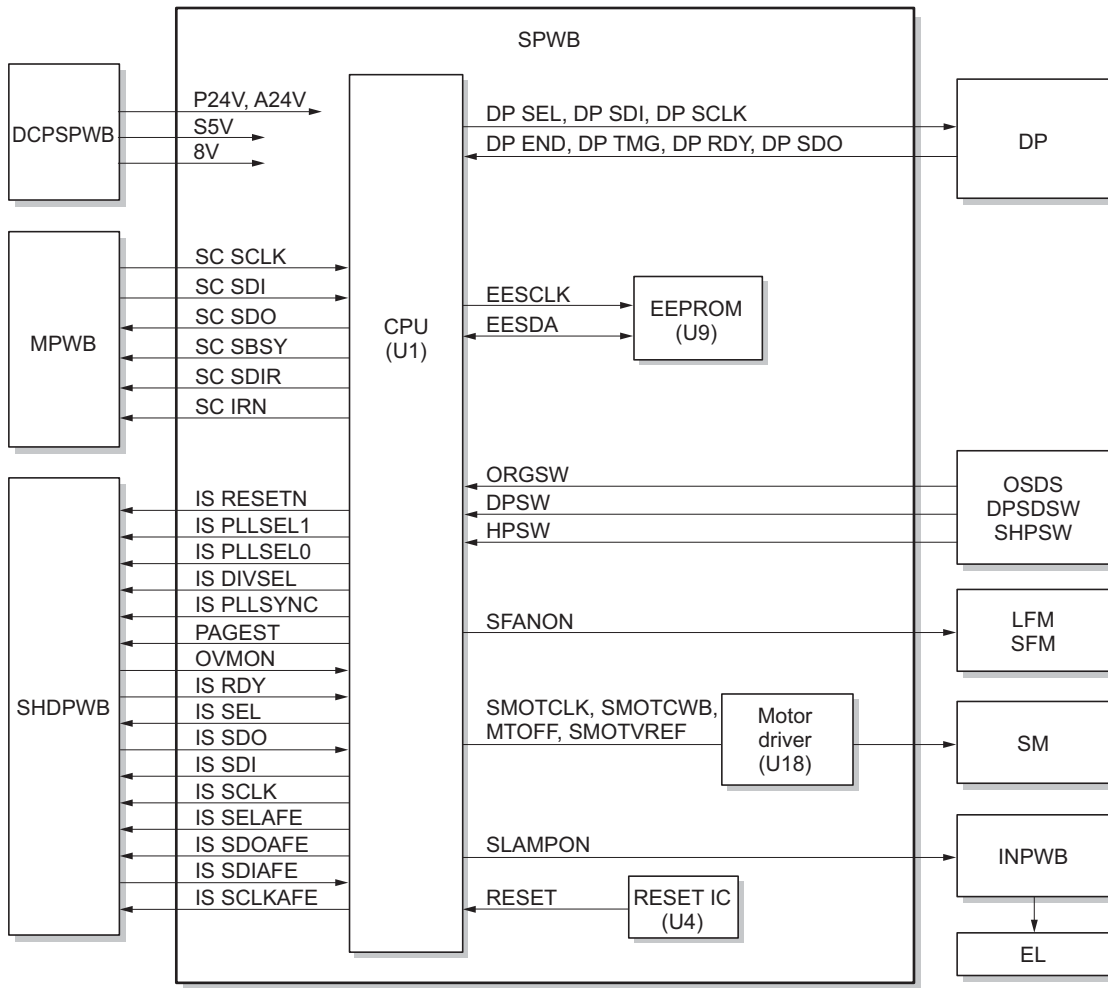 SPWB
DCPSPWB
P24V, A24V
S5V
8V
MPWB
SC SCLK
SC SDI
SC SDO
SC SBSY
SC SDIR
SC IRN
SHDPWB
IS RESETN
IS PLLSEL1
IS PLLSEL0
IS DIVSEL
IS PLLSYNC
PAGEST
OVMON
IS RDY
IS SEL
IS SDO
IS SDI
IS SCLK
IS SELAFE
IS SDOAFE
IS SDIAFE
IS SCLKAFE
CPU
(U1)
DP SEL, DP SDI, DP SCLK
DP END, DP TMG, DP RDY, DP SDO
DP
EESCLK
EESDA
EEPROM
(U9)
ORGSW
DPSW
HPSW
OSDS
DPSDSW
SHPSW
SFANON
LFM
SFM
SMOTCLK, SMOTCWB,
MTOFF, SMOTVREF
Motor
driver
(U18)
SM
SLAMPON
INPWB
RESET
RESET IC
(U4)
EL